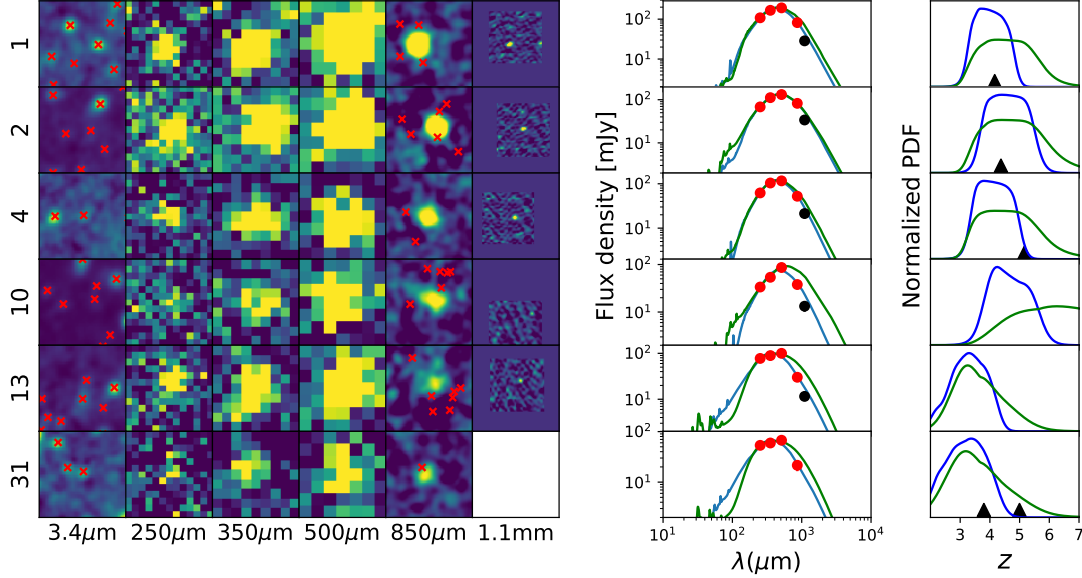 1
2
4
10
13
31
3.4μm 250μm 350μm 500μm 850μm 1.1mm
Flux density [mJy]
10²
10¹
10²
10¹
10²
10¹
10²
10¹
10²
10¹
10²
10¹
10¹ 10² 10³ 10⁴
λ(μm)
Normalized PDF
3 4 5 6 7
z